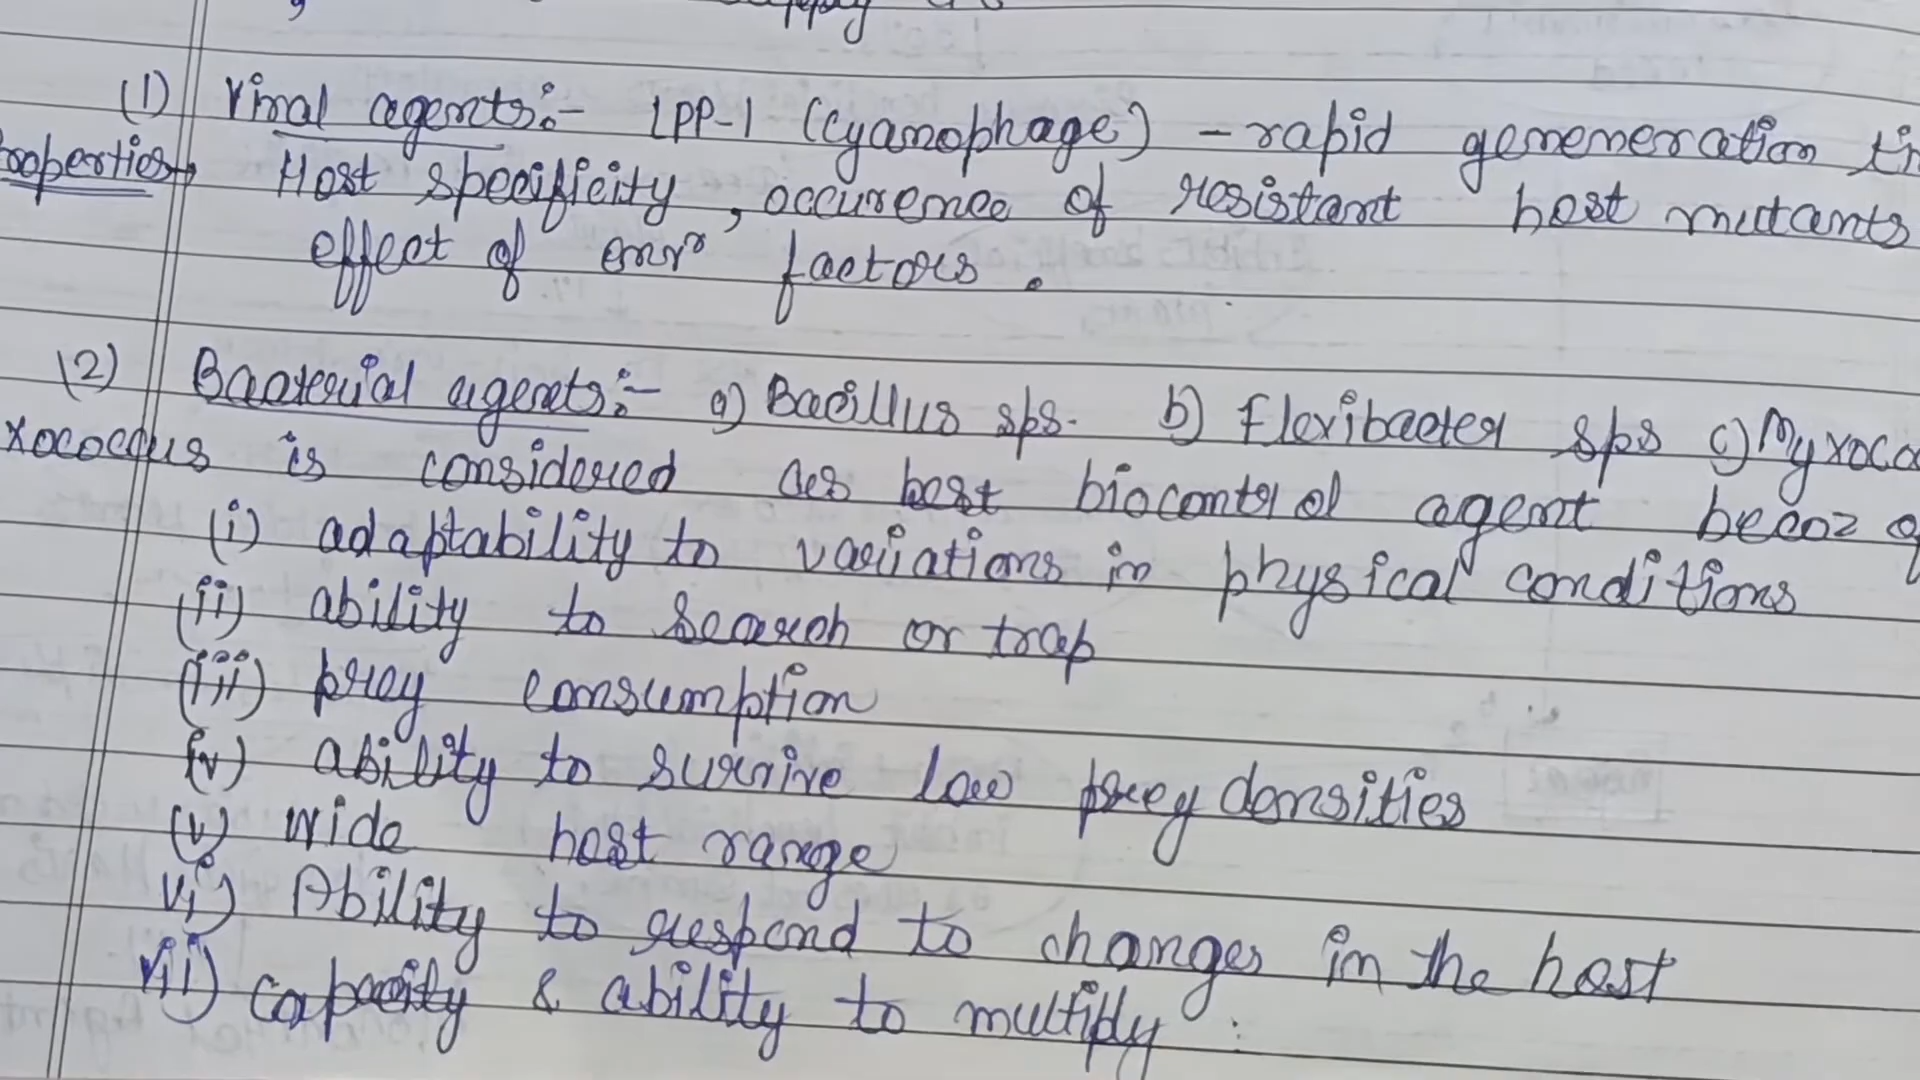 (1) Viral agents:- LPP-1 (cyanophage) - rapid genemeration
properties→ Host specificity, occurence of resistant host mutants
effect of envr factors.
(2) Bacterial agents:- a) Bacillus sps. b) Flexibacter sps c) Myxoco
xococcus is considered as best biocontrol agent becoz of
(i) adaptability to variations in physical conditions
(ii) ability to search or trap
(iii) prey consumption
(iv) ability to survive low prey densities
(v) wide host range
vi) Ability to respond to changes in the host
vii) capacity & ability to multiply.